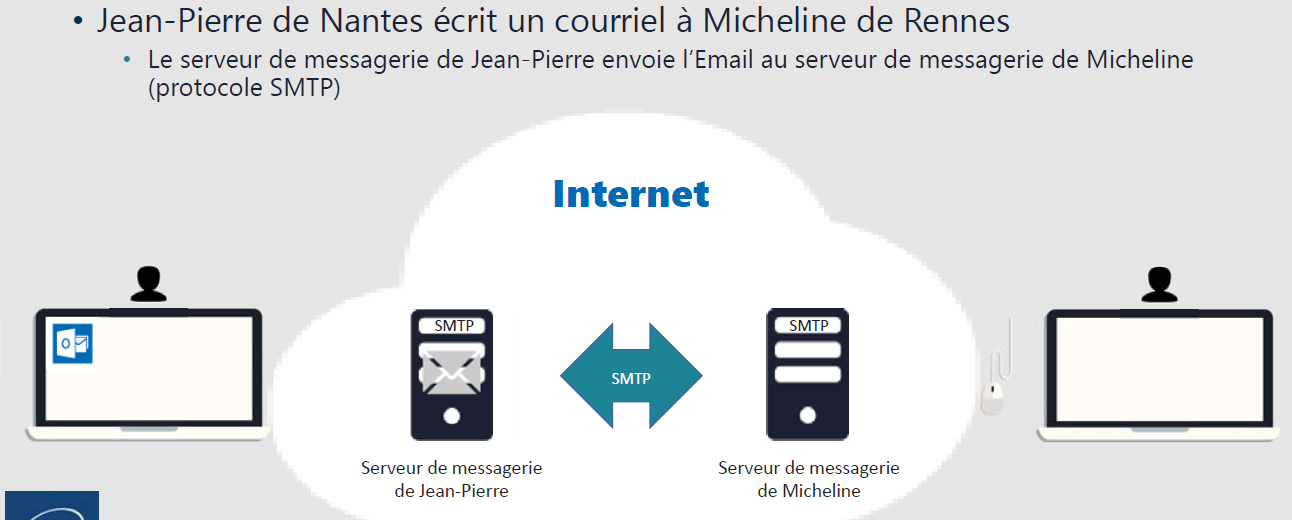 • Jean-Pierre de Nantes écrit un courriel à Micheline de Rennes
• Le serveur de messagerie de Jean-Pierre envoie l’Email au serveur de messagerie de Micheline
(protocole SMTP)
Internet
SMTP
SMTP
SMTP
Serveur de messagerie
de Jean-Pierre
Serveur de messagerie
de Micheline